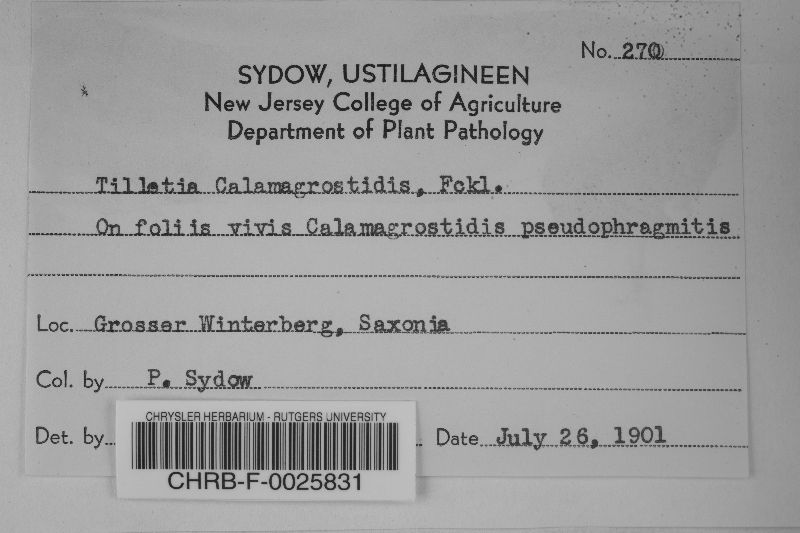 No. 270
SYDOW, USTILAGINEEN
New Jersey College of Agriculture
Department of Plant Pathology
Tilletia Calamagrostidis, Fckl.
On foliis vivis Calamagrostidis pseudophragmitis
Loc. Grosser Winterberg, Saxonia
Col. by P. Sydow
Det. by Date July 26, 1901
CHRYSLER HERBARIUM - RUTGERS UNIVERSITY
CHRB-F-0025831